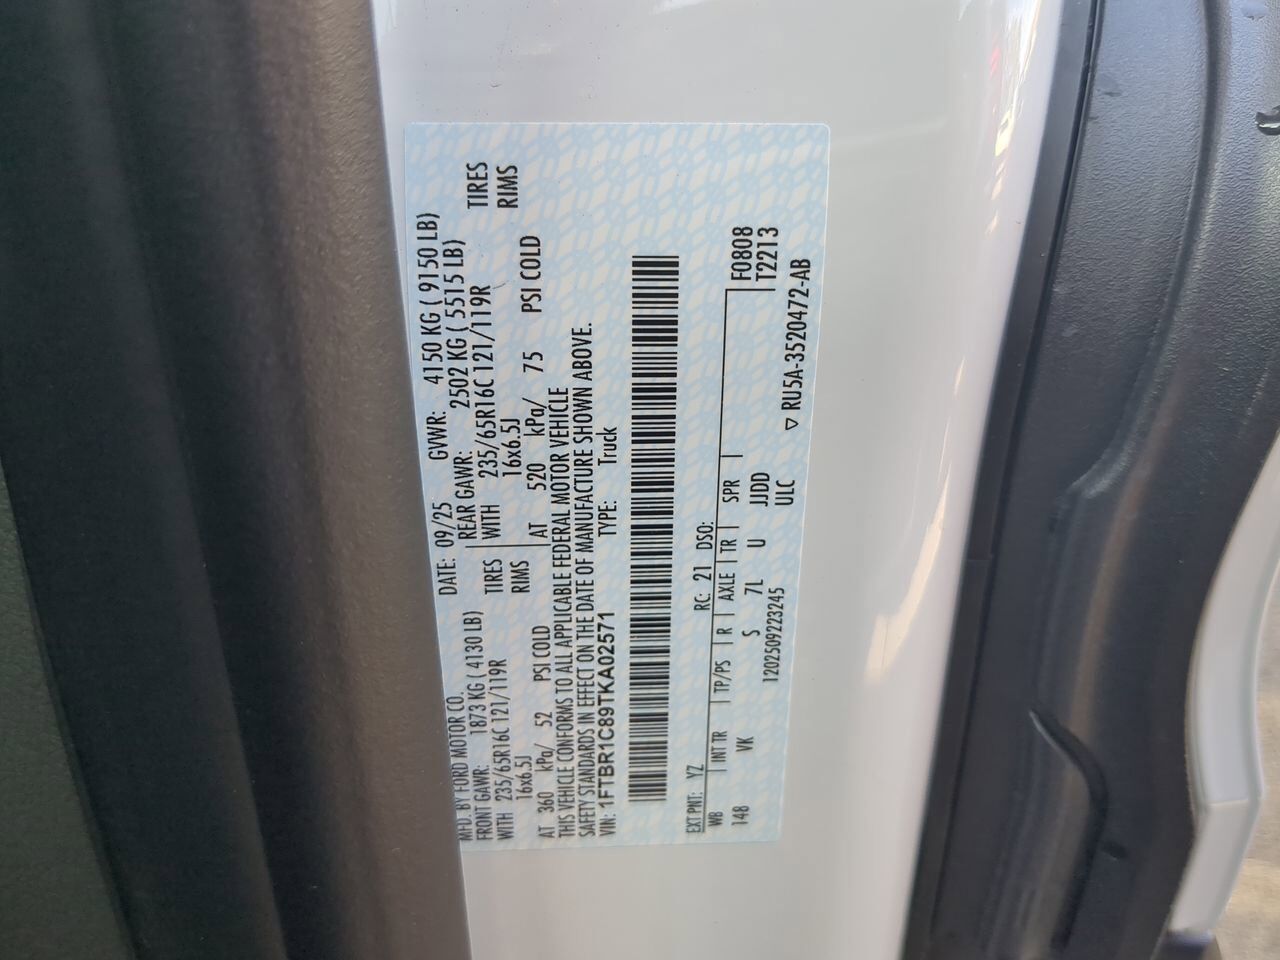 MFD. BY FORD MOTOR CO.
DATE: 09/25 GVWR: 4150 KG ( 9150 LB)
FRONT GAWR: 1873 KG ( 4130 LB) REAR GAWR: 2502 KG ( 5515 LB)
WITH 235/65R16C 121/119R TIRES WITH 235/65R16C 121/119R TIRES
16x6.5J RIMS 16x6.5J RIMS
AT 360 kPa/ 52 PSI COLD AT 520 kPa/ 75 PSI COLD
THIS VEHICLE CONFORMS TO ALL APPLICABLE FEDERAL MOTOR VEHICLE
SAFETY STANDARDS IN EFFECT ON THE DATE OF MANUFACTURE SHOWN ABOVE.
VIN: 1FTBR1C89TKA02571 TYPE: Truck
EXT PNT: YZ RC: 21 DSO:
WB INT TR TP/PS R AXLE TR SPR F0808
148 VK S 7L U JJDD T2213
1202509223245 ULC
▽ RU5A-3520472-AB